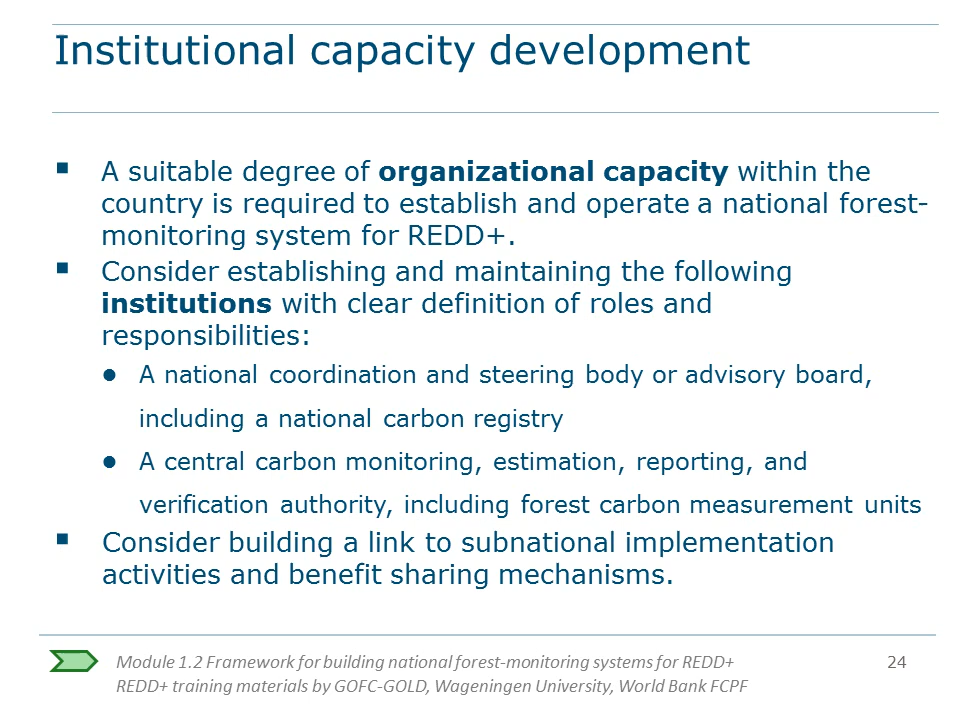 Institutional capacity development
▪ A suitable degree of organizational capacity within the
country is required to establish and operate a national forest-
monitoring system for REDD+.
▪ Consider establishing and maintaining the following
institutions with clear definition of roles and
responsibilities:
● A national coordination and steering body or advisory board,
including a national carbon registry
● A central carbon monitoring, estimation, reporting, and
verification authority, including forest carbon measurement units
▪ Consider building a link to subnational implementation
activities and benefit sharing mechanisms.
Module 1.2 Framework for building national forest-monitoring systems for REDD+
REDD+ training materials by GOFC-GOLD, Wageningen University, World Bank FCPF
24